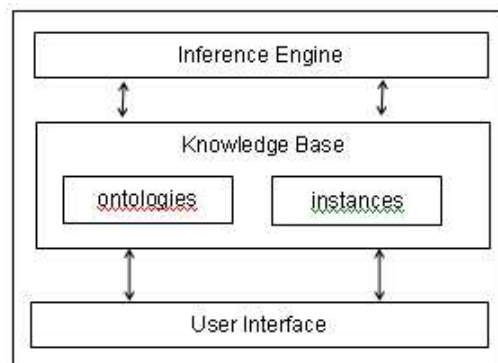 Inference Engine
Knowledge Base
ontologies instances
User Interface